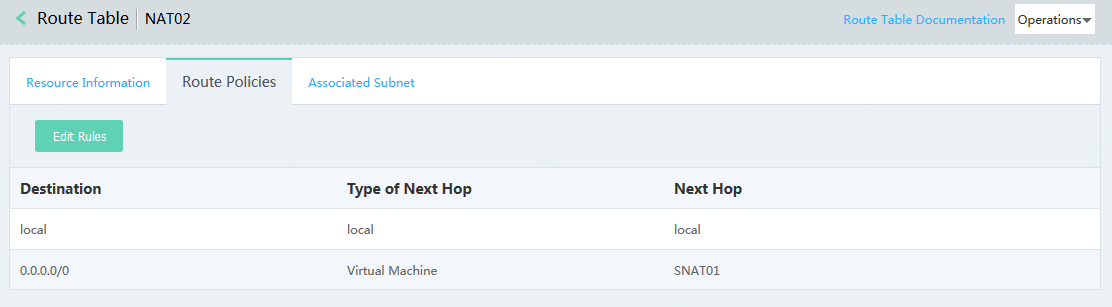 Route Table NAT02
Route Table Documentation
Operations
Resource Information Route Policies Associated Subnet
Edit Rules
Destination Type of Next Hop Next Hop
local local local
0.0.0.0/0 Virtual Machine SNAT01